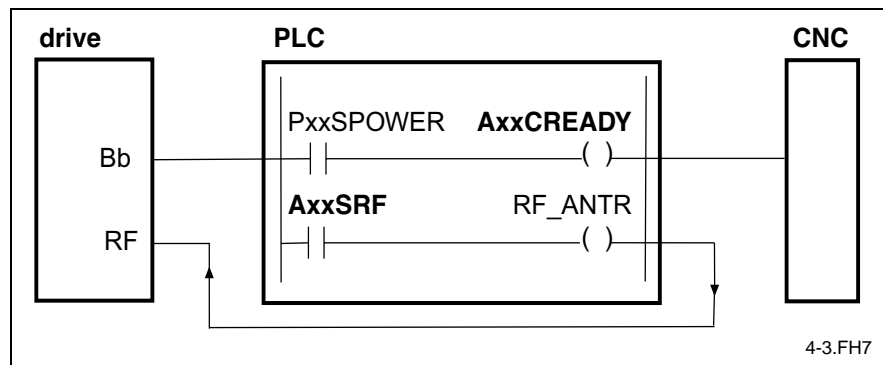 drive PLC CNC
PxxSPOWER AxxCREADY
Bb ( )
AxxSRF RF_ANTR
RF ( )
4-3.FH7